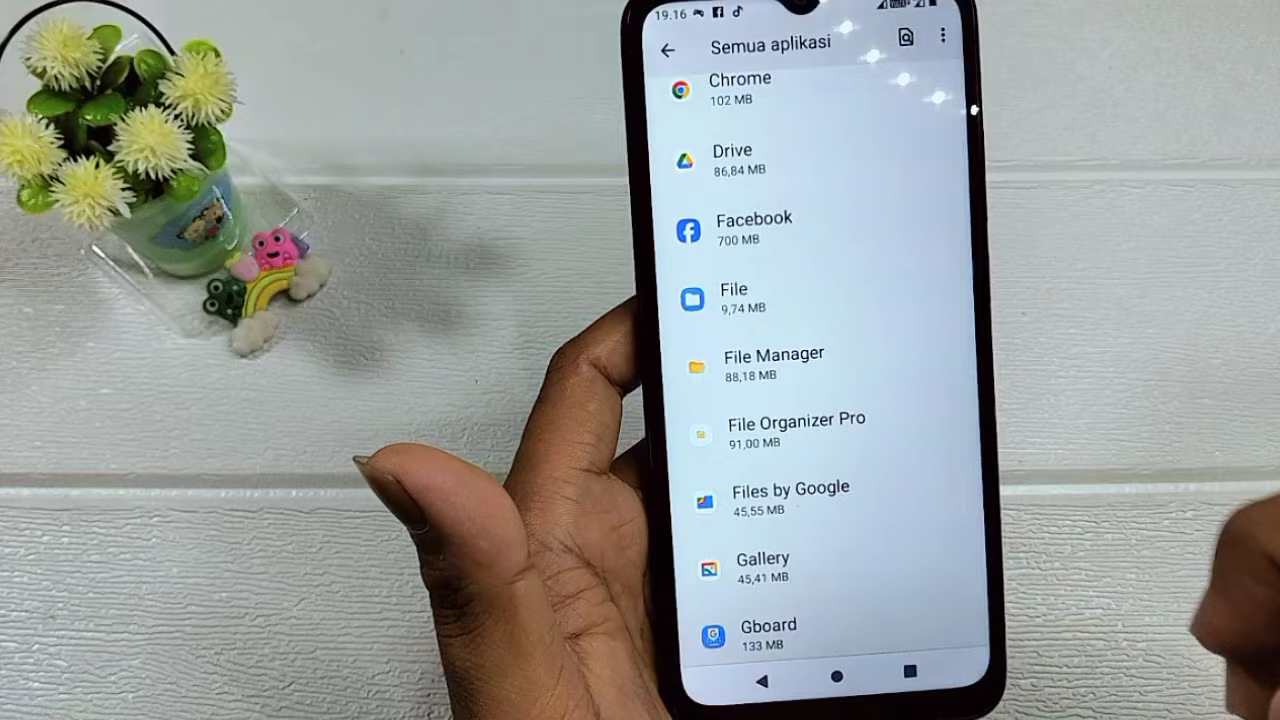 19.16
Semua aplikasi
Chrome
102 MB
Drive
86,84 MB
Facebook
700 MB
File
9,74 MB
File Manager
88,18 MB
File Organizer Pro
91,00 MB
Files by Google
45,55 MB
Gallery
45,41 MB
Gboard
133 MB